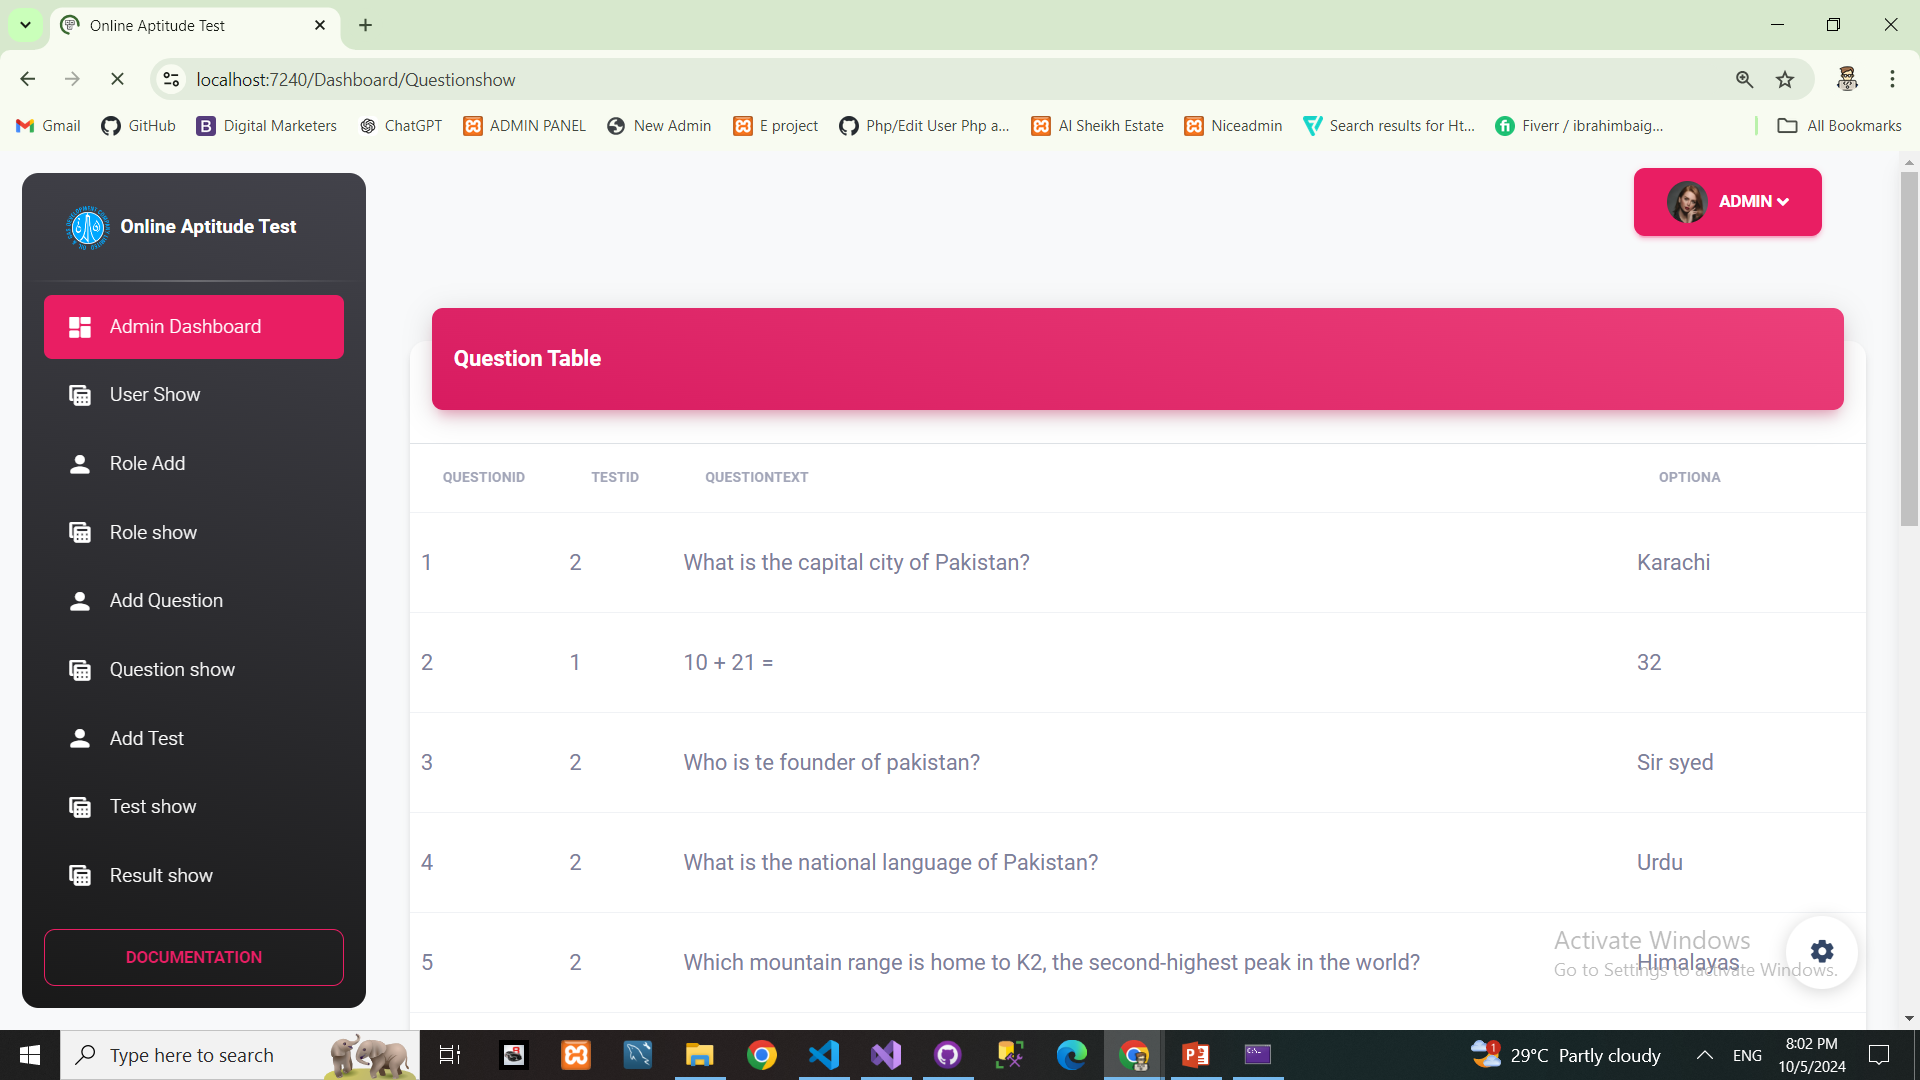 Online Aptitude Test
localhost:7240/Dashboard/Questionshow
Gmail
GitHub
Digital Marketers
ChatGPT
ADMIN PANEL
New Admin
E project
Php/Edit User Php a...
Al Sheikh Estate
Niceadmin
Search results for Ht...
Fiverr / ibrahimbaig...
All Bookmarks
Online Aptitude Test
ADMIN
Admin Dashboard
User Show
Role Add
Role show
Add Question
Question show
Add Test
Test show
Result show
DOCUMENTATION
Question Table
QUESTIONID TESTID QUESTIONTEXT OPTIONA
1 2 What is the capital city of Pakistan? Karachi
2 1 10 + 21 = 32
3 2 Who is te founder of pakistan? Sir syed
4 2 What is the national language of Pakistan? Urdu
5 2 Which mountain range is home to K2, the second-highest peak in the world? Himalayas
Activate Windows
Go to Settings to activate Windows.
Type here to search
1
29°C Partly cloudy
ENG
8:02 PM
10/5/2024